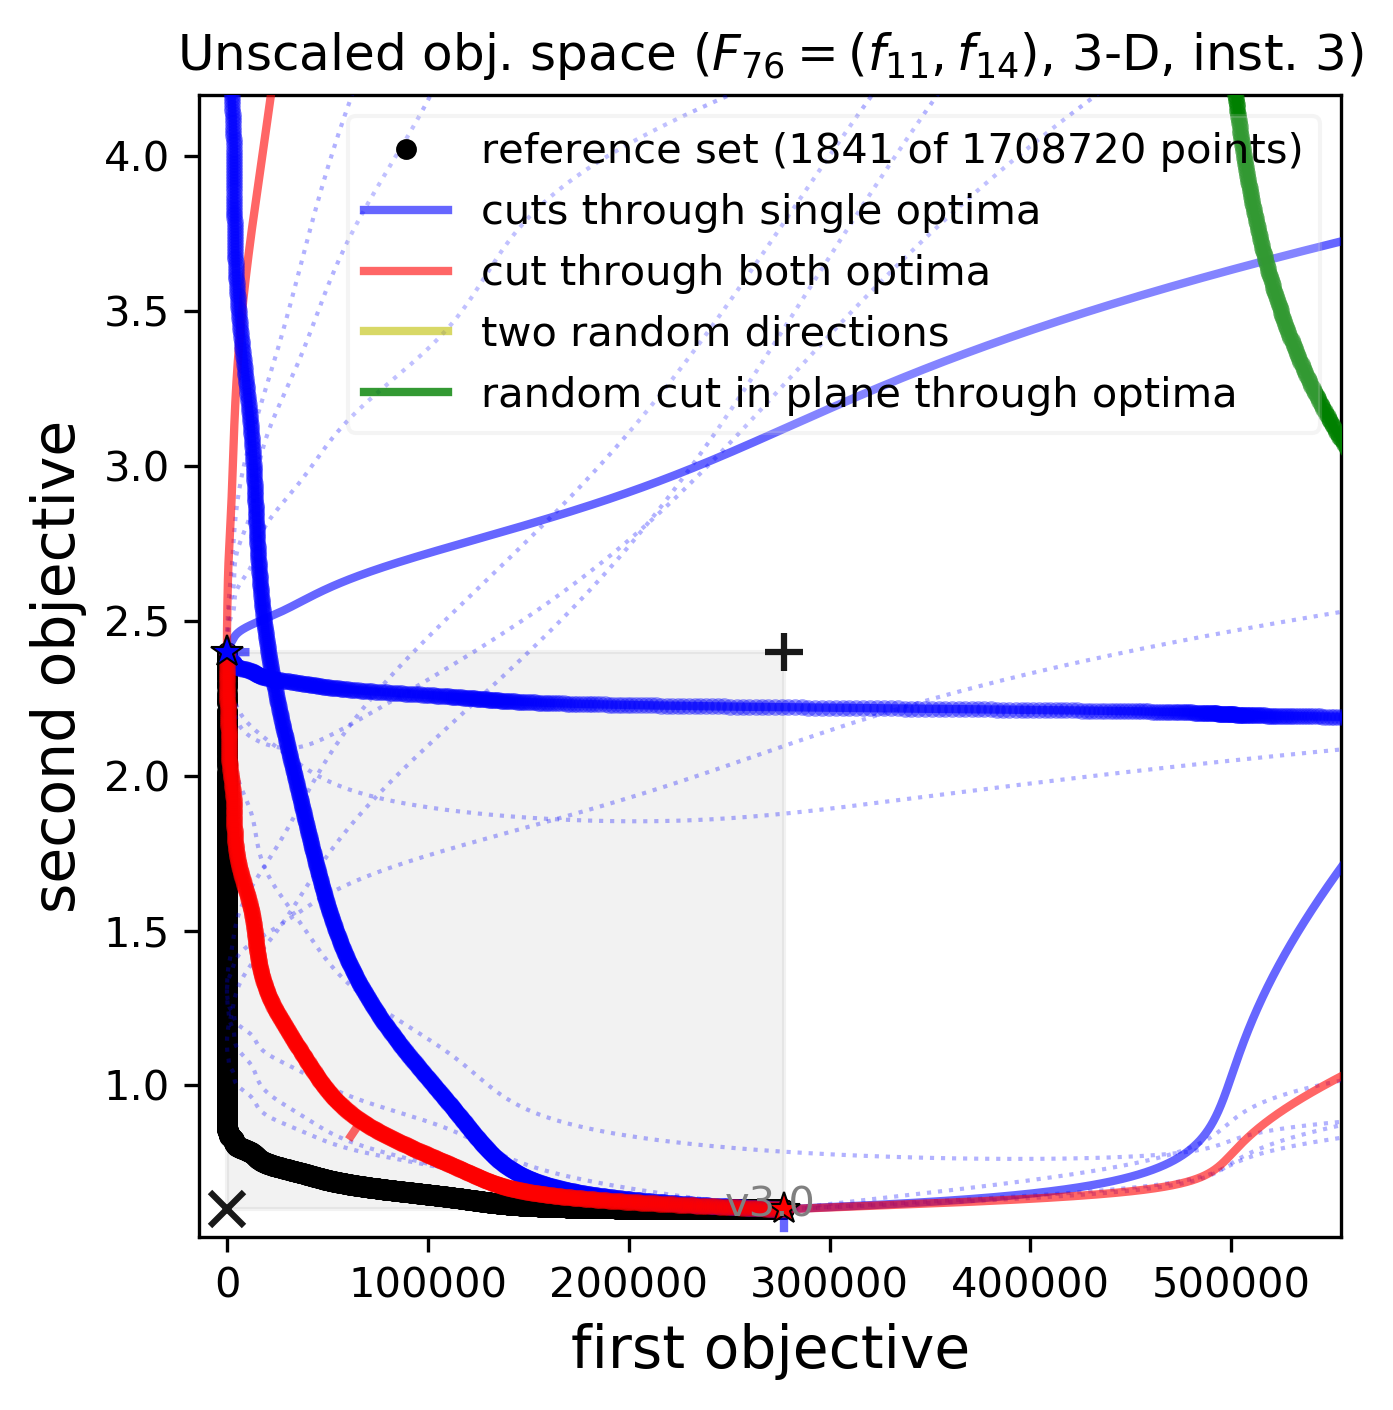 Unscaled obj. space (F76 = (f11, f14), 3-D, inst. 3)
reference set (1841 of 1708720 points)
cuts through single optima
cut through both optima
two random directions
random cut in plane through optima
second objective
4.0
3.5
3.0
2.5
2.0
1.5
1.0
v3.0
0
100000
200000
300000
400000
500000
first objective